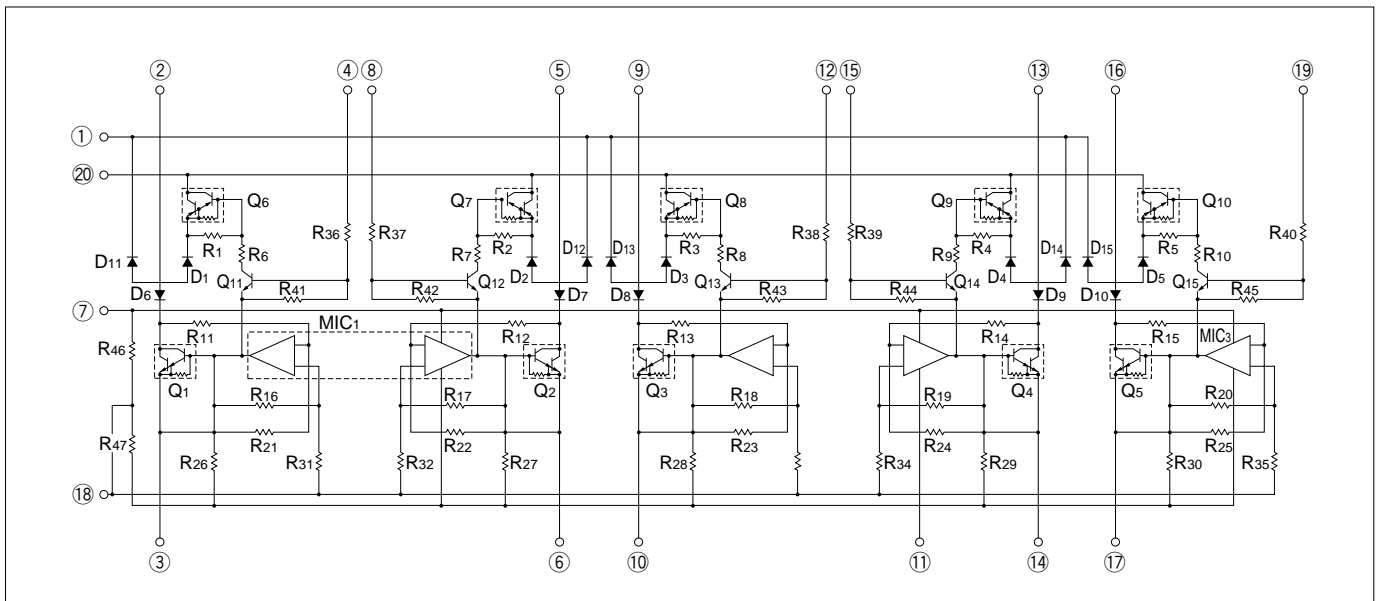 ② ④ ⑧ ⑤ ⑨ ⑫ ⑮ ⑬ ⑯ ⑲
①
⑳
Q6 Q7 Q8 Q9 Q10
R36 R37 R38 R39 R40
R1 R2 R3 R4 R5
R6 R7 R8 R9 R10
D11 D12 D13 D14 D15
D1 D2 D3 D4 D5
Q11 Q12 Q13 Q14 Q15
D6 R41 R42 D7 D8 R43 R44 D9 D10 R45
⑦
MIC1
R11 R12 R13 R14 R15 MIC3
R46
Q1 Q2 Q3 Q4 Q5
R16 R17 R18 R19 R20
R47 R21 R22 R23 R24 R25
R26 R31 R32 R27 R28 R34 R29 R30 R35
⑱
③ ⑥ ⑩ ⑪ ⑭ ⑰